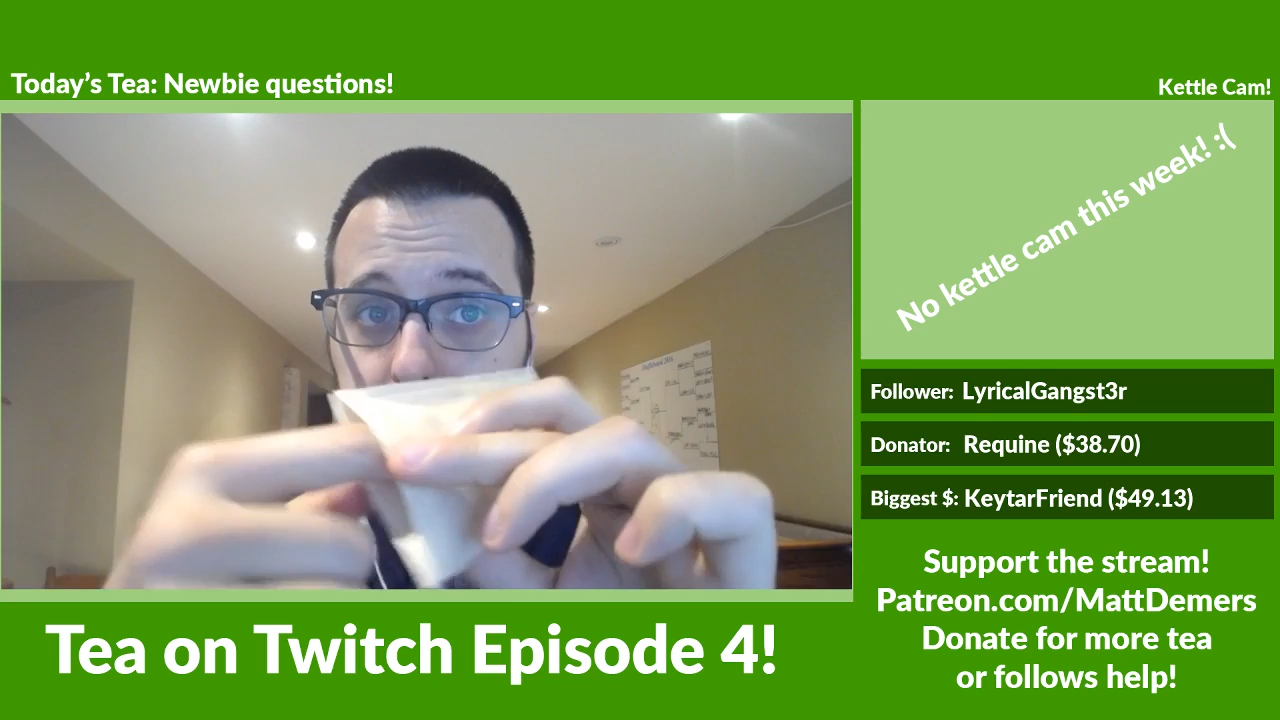 Today's Tea: Newbie questions!
Kettle Cam!
No kettle cam this week! :(
Follower: LyricalGangst3r
Donator: Requine ($38.70)
Biggest $: KeytarFriend ($49.13)
Support the stream!
Patreon.com/MattDemers
Donate for more tea
or follows help!
Tea on Twitch Episode 4!